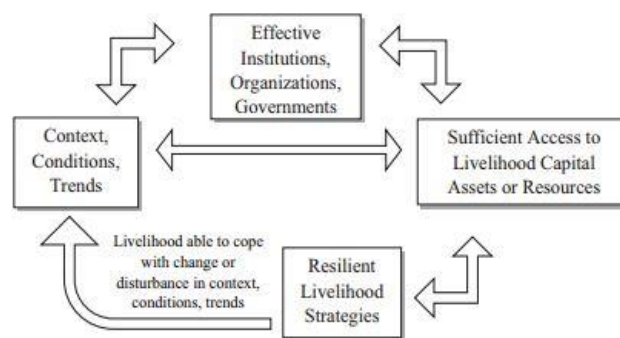 Effective
Institutions,
Organizations,
Governments
Context,
Conditions,
Trends
Sufficient Access to
Livelihood Capital
Assets or Resources
Livelihood able to cope
with change or
disturbance in context,
conditions, trends
Resilient
Livelihood
Strategies